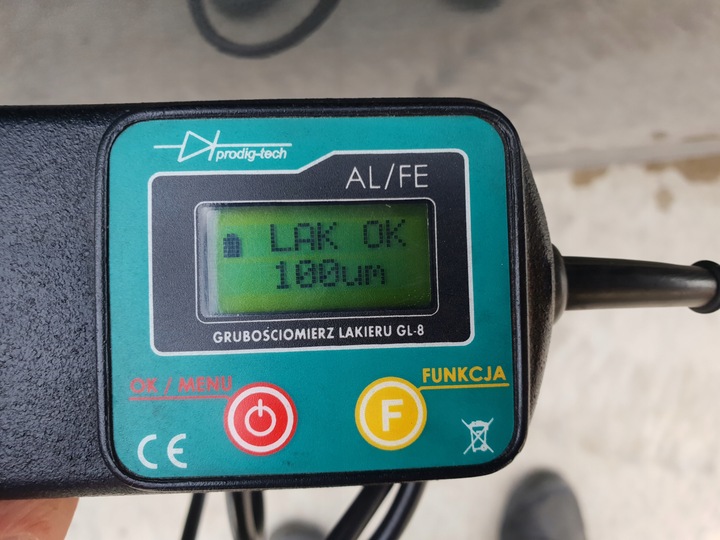 prodig-tech
AL/FE
LAK OK
100um
GRUBOŚCIOMIERZ LAKIERU GL-8
OK / MENU
FUNKCJA
F
CE